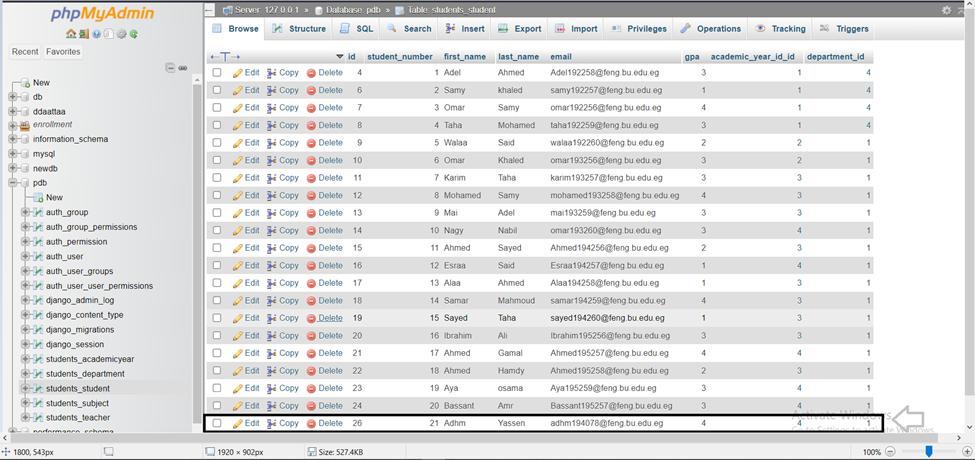 phpMyAdmin
Recent Favorites
New
db
ddaattaa
enrollment
information_schema
mysql
newdb
pdb
New
auth_group
auth_group_permissions
auth_permission
auth_user
auth_user_groups
auth_user_user_permissions
django_admin_log
django_content_type
django_migrations
django_session
students_academicyear
students_department
students_student
students_subject
students_teacher
performance_schema
Server: 127.0.0.1 » Database: pdb » Table: students_student
Browse Structure SQL Search Insert Export Import Privileges Operations Tracking Triggers
←T→ id student_number first_name last_name email gpa academic_year_id_id department_id
Edit Copy Delete 4 1 Adel Ahmed Adel192258@feng.bu.edu.eg 3 1 4
Edit Copy Delete 6 2 Samy khaled samy192257@feng.bu.edu.eg 1 1 4
Edit Copy Delete 7 3 Omar Samy omar192256@feng.bu.edu.eg 4 1 4
Edit Copy Delete 8 4 Taha Mohamed taha192259@feng.bu.edu.eg 3 1 4
Edit Copy Delete 9 5 Walaa Said walaa192260@feng.bu.edu.eg 2 2 1
Edit Copy Delete 10 6 Omar Khaled omar193256@feng.bu.edu.eg 3 2 1
Edit Copy Delete 11 7 Karim Taha karim193257@feng.bu.edu.eg 3 3 1
Edit Copy Delete 12 8 Mohamed Samy mohamed193258@feng.bu.edu.eg 4 3 1
Edit Copy Delete 13 9 Mai Adel mai193259@feng.bu.edu.eg 3 3 1
Edit Copy Delete 14 10 Nagy Nabil omar193260@feng.bu.edu.eg 3 4 1
Edit Copy Delete 15 11 Ahmed Sayed Ahmed194256@feng.bu.edu.eg 2 3 1
Edit Copy Delete 16 12 Esraa Said Esraa194257@feng.bu.edu.eg 1 4 1
Edit Copy Delete 17 13 Alaa Ahmed Alaa194258@feng.bu.edu.eg 1 3 1
Edit Copy Delete 18 14 Samar Mahmoud samar194259@feng.bu.edu.eg 4 3 1
Edit Copy Delete 19 15 Sayed Taha sayed194260@feng.bu.edu.eg 1 3 1
Edit Copy Delete 20 16 Ibrahim Ali Ibrahim195256@feng.bu.edu.eg 3 3 1
Edit Copy Delete 21 17 Ahmed Gamal Ahmed195257@feng.bu.edu.eg 4 4 1
Edit Copy Delete 22 18 Ahmed Hamdy Ahmed195258@feng.bu.edu.eg 2 3 1
Edit Copy Delete 23 19 Aya osama Aya195259@feng.bu.edu.eg 3 4 1
Edit Copy Delete 24 20 Bassant Amr Bassant195257@feng.bu.edu.eg 3 4 1
Activate Windows
Edit Copy Delete 26 21 Adhm Yassen adhm194078@feng.bu.edu.eg 4 4 1
Go to Settings to activate Windows.
1800, 543px 1920 × 902px Size: 527.4KB 100%